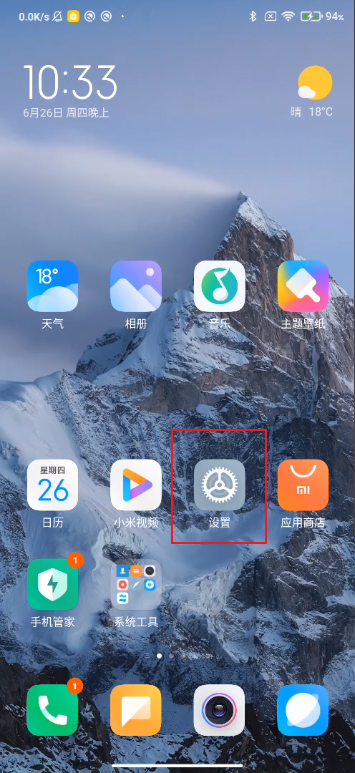 0.0K/s 94%
10:33
6月26日 周四晚上
晴 18°C
18°
天气 相册 音乐 主题壁纸
星期四
26
mi
日历 小米视频 设置 应用商店
1
手机管家 系统工具
1